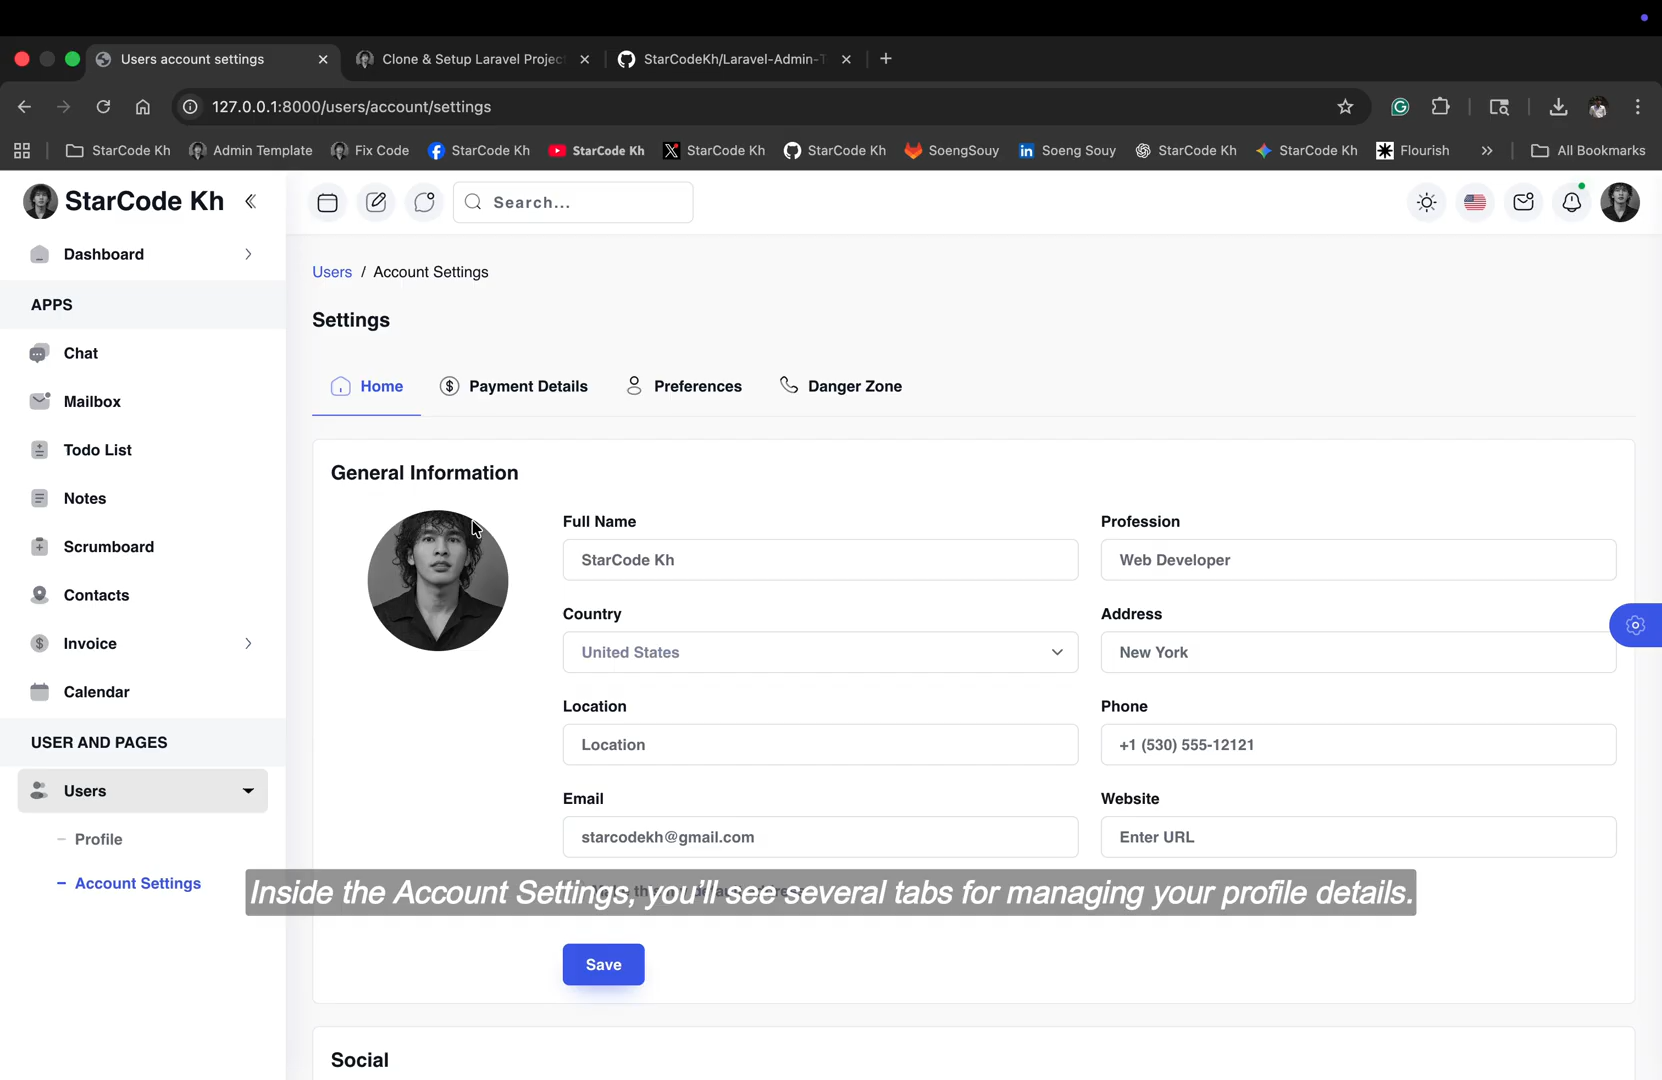 Users account settings
Clone & Setup Laravel Projec
StarCodeKh/Laravel-Admin-T
127.0.0.1:8000/users/account/settings
StarCode Kh
Admin Template
Fix Code
StarCode Kh
StarCode Kh
StarCode Kh
StarCode Kh
SoengSouy
Soeng Souy
StarCode Kh
StarCode Kh
Flourish
All Bookmarks
StarCode Kh
Search...
Dashboard
APPS
Chat
Mailbox
Todo List
Notes
Scrumboard
Contacts
Invoice
Calendar
USER AND PAGES
Users
Profile
Account Settings
Users / Account Settings
Settings
Home
Payment Details
Preferences
Danger Zone
General Information
Full Name
StarCode Kh
Profession
Web Developer
Country
United States
Address
New York
Location
Location
Phone
+1 (530) 555-12121
Email
starcodekh@gmail.com
Website
Enter URL
Inside the Account Settings, you'll see several tabs for managing your profile details.
Save
Social